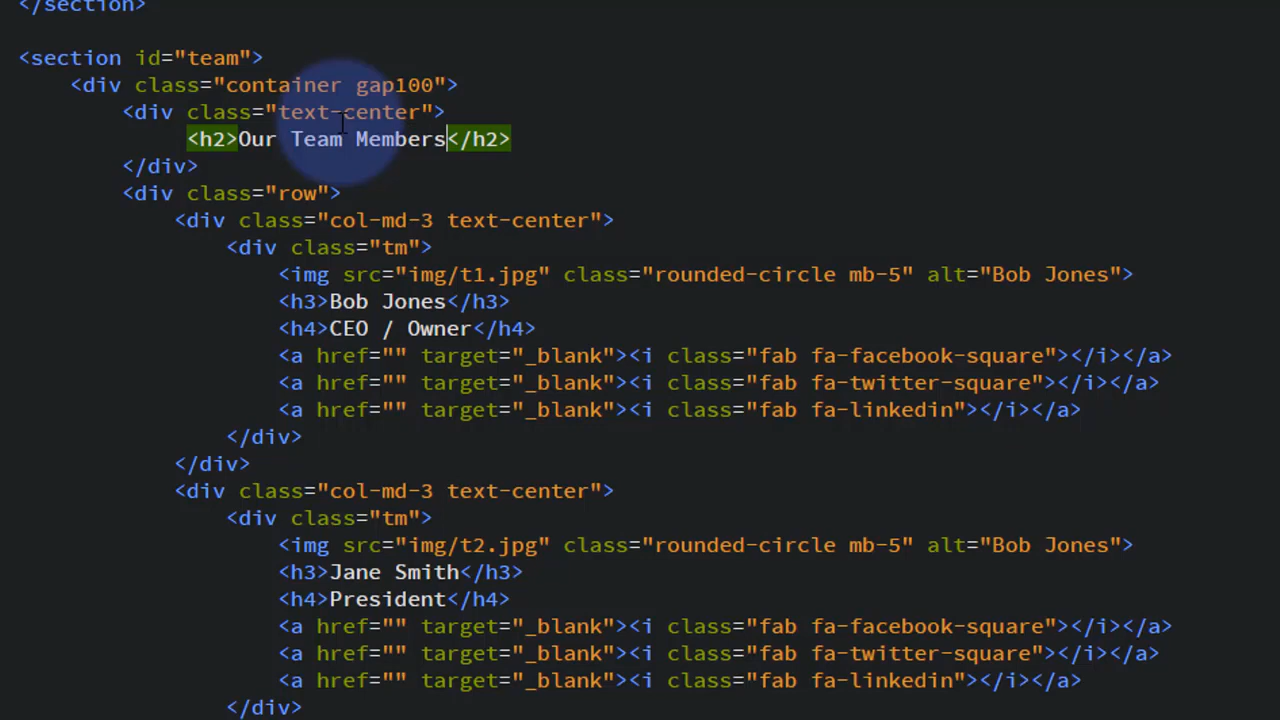 </section>
<section id="team">
<div class="container gap100">
<div class="text-center">
<h2>Our Team Members</h2>
</div>
<div class="row">
<div class="col-md-3 text-center">
<div class="tm">
<img src="img/t1.jpg" class="rounded-circle mb-5" alt="Bob Jones">
<h3>Bob Jones</h3>
<h4>CEO / Owner</h4>
<a href="" target="_blank"><i class="fab fa-facebook-square"></i></a>
<a href="" target="_blank"><i class="fab fa-twitter-square"></i></a>
<a href="" target="_blank"><i class="fab fa-linkedin"></i></a>
</div>
</div>
<div class="col-md-3 text-center">
<div class="tm">
<img src="img/t2.jpg" class="rounded-circle mb-5" alt="Bob Jones">
<h3>Jane Smith</h3>
<h4>President</h4>
<a href="" target="_blank"><i class="fab fa-facebook-square"></i></a>
<a href="" target="_blank"><i class="fab fa-twitter-square"></i></a>
<a href="" target="_blank"><i class="fab fa-linkedin"></i></a>
</div>